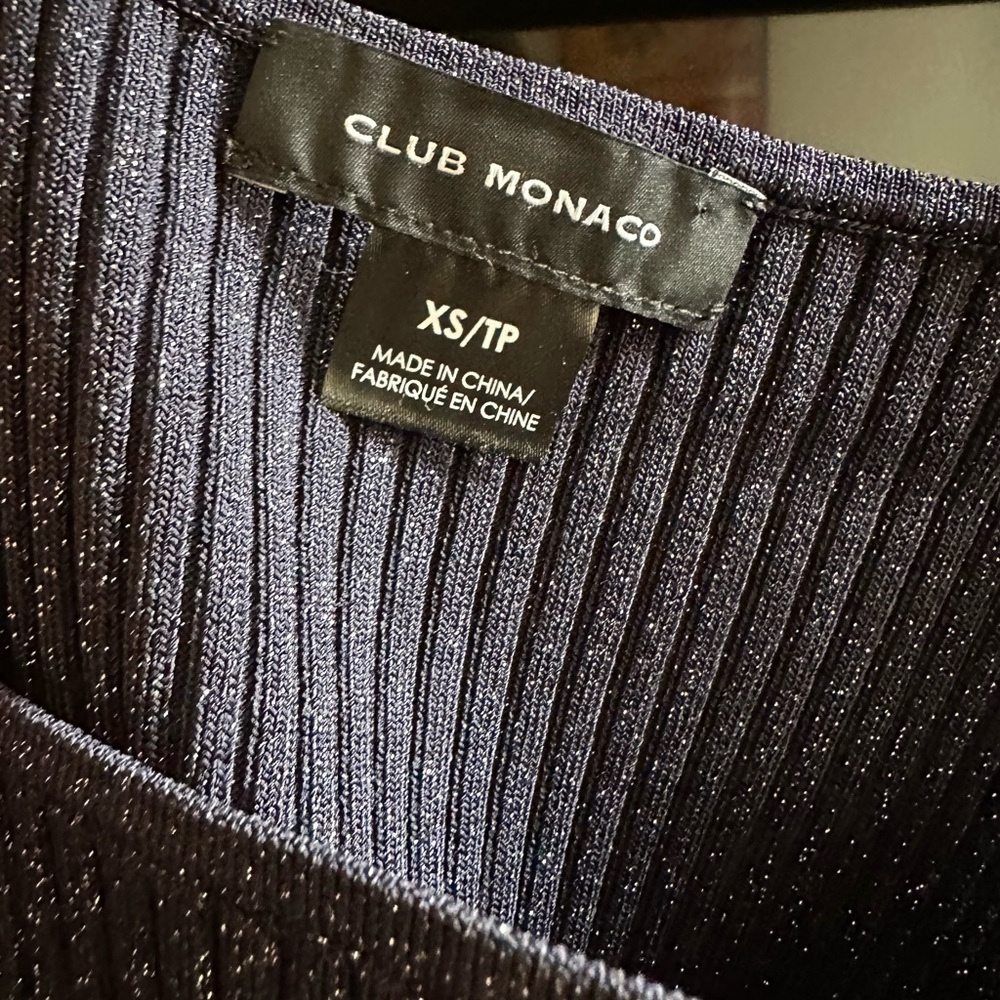 CLUB MONACO
XS/TP
MADE IN CHINA/
FABRIQUÉ EN CHINE